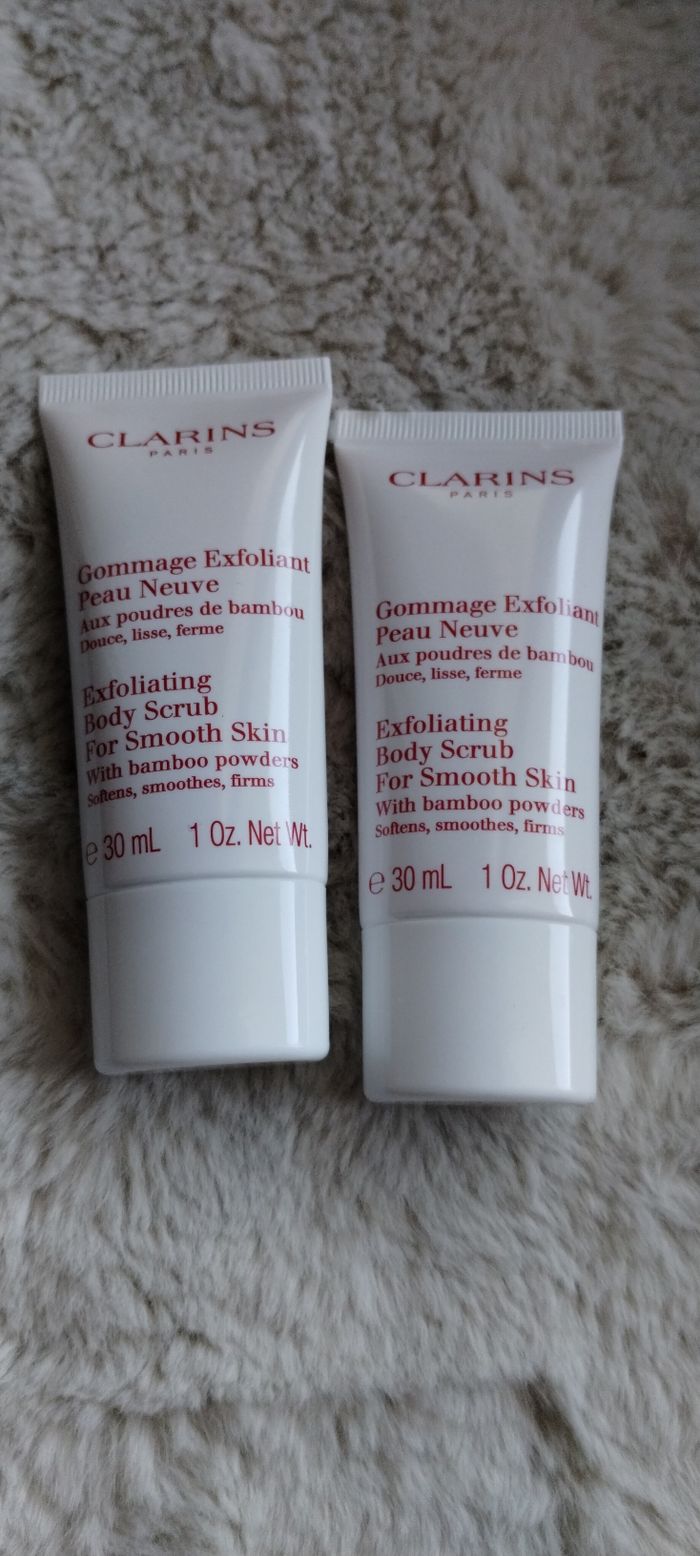 CLARINS
PARIS
Gommage Exfoliant
Peau Neuve
Aux poudres de bambou
Douce, lisse, ferme
Exfoliating
Body Scrub
For Smooth Skin
With bamboo powders
Softens, smoothes, firms
℮ 30 mL 1 Oz. Net Wt.
CLARINS
PARIS
Gommage Exfoliant
Peau Neuve
Aux poudres de bambou
Douce, lisse, ferme
Exfoliating
Body Scrub
For Smooth Skin
With bamboo powders
Softens, smoothes, firms
℮ 30 mL 1 Oz. Net Wt.